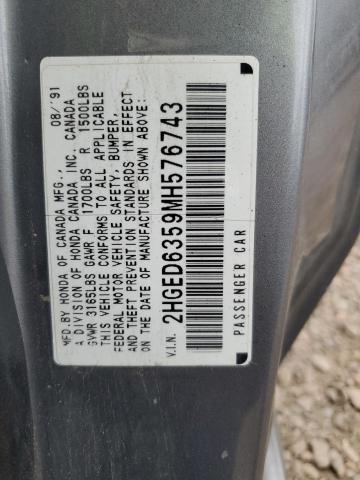 MFD.BY HONDA OF CANADA MFG., 08/'91
A DIVISION OF HONDA CANADA INC. CANADA
GVWR 3165LBS GAWR F 1700LBS R 1500LBS
THIS VEHICLE CONFORMS TO ALL APPLICABLE
FEDERAL MOTOR VEHICLE SAFETY, BUMPER,
AND THEFT PREVENTION STANDARDS IN EFFECT
ON THE DATE OF MANUFACTURE SHOWN ABOVE:
V.I.N. 2HGED6359MH576743
PASSENGER CAR